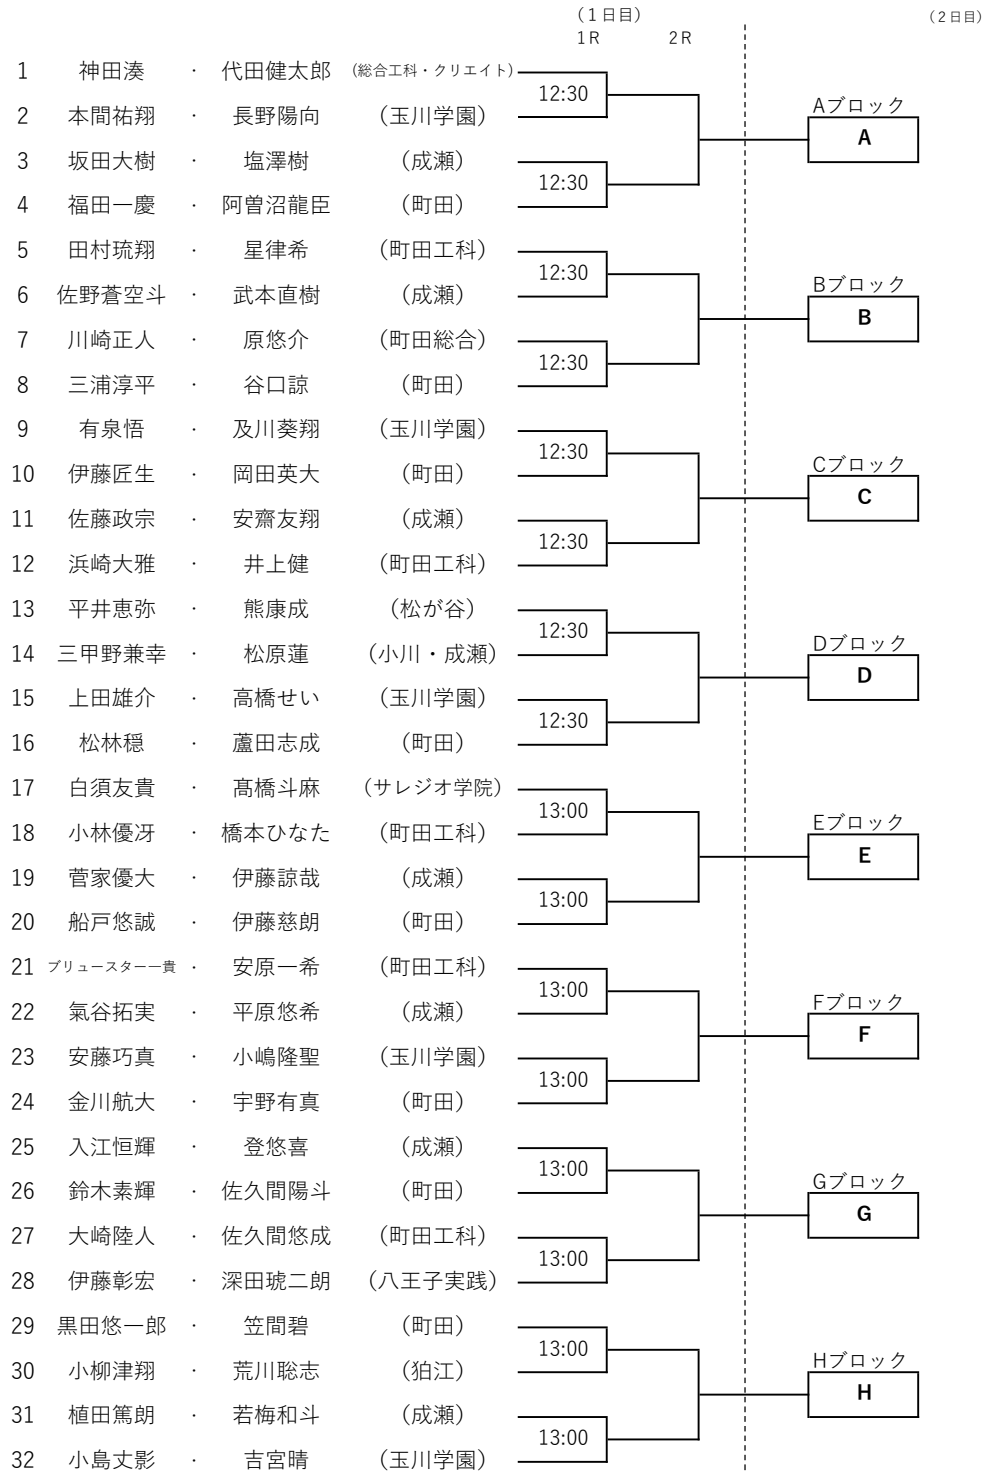 （１日目）
（２日目）
１R ２R
1 神田湊 ・ 代田健太郎 （総合工科・クリエイト）
12:30
Aブロック
2 本間祐翔 ・ 長野陽向 （玉川学園）
A
3 坂田大樹 ・ 塩澤樹 （成瀬）
12:30
4 福田一慶 ・ 阿曽沼龍臣 （町田）
5 田村琉翔 ・ 星律希 （町田工科）
12:30
Bブロック
6 佐野蒼空斗 ・ 武本直樹 （成瀬）
B
7 川崎正人 ・ 原悠介 （町田総合）
12:30
8 三浦淳平 ・ 谷口諒 （町田）
9 有泉悟 ・ 及川葵翔 （玉川学園）
12:30
Cブロック
10 伊藤匠生 ・ 岡田英大 （町田）
C
11 佐藤政宗 ・ 安齋友翔 （成瀬）
12:30
12 浜崎大雅 ・ 井上健 （町田工科）
13 平井恵弥 ・ 熊康成 （松が谷）
12:30
Dブロック
14 三甲野兼幸 ・ 松原蓮 （小川・成瀬）
D
15 上田雄介 ・ 高橋せい （玉川学園）
12:30
16 松林穏 ・ 蘆田志成 （町田）
17 白須友貴 ・ 髙橋斗麻 （サレジオ学院）
13:00
Eブロック
18 小林優冴 ・ 橋本ひなた （町田工科）
E
19 菅家優大 ・ 伊藤諒哉 （成瀬）
13:00
20 船戸悠誠 ・ 伊藤慈朗 （町田）
21 ブリュースター一貴 ・ 安原一希 （町田工科）
13:00
Fブロック
22 氣谷拓実 ・ 平原悠希 （成瀬）
F
23 安藤巧真 ・ 小嶋隆聖 （玉川学園）
13:00
24 金川航大 ・ 宇野有真 （町田）
25 入江恒輝 ・ 登悠喜 （成瀬）
13:00
Gブロック
26 鈴木素輝 ・ 佐久間陽斗 （町田）
G
27 大崎陸人 ・ 佐久間悠成 （町田工科）
13:00
28 伊藤彰宏 ・ 深田琥二朗 （八王子実践）
29 黒田悠一郎 ・ 笠間碧 （町田）
13:00
Hブロック
30 小柳津翔 ・ 荒川聡志 （狛江）
H
31 植田篤朗 ・ 若梅和斗 （成瀬）
13:00
32 小島丈影 ・ 吉宮晴 （玉川学園）